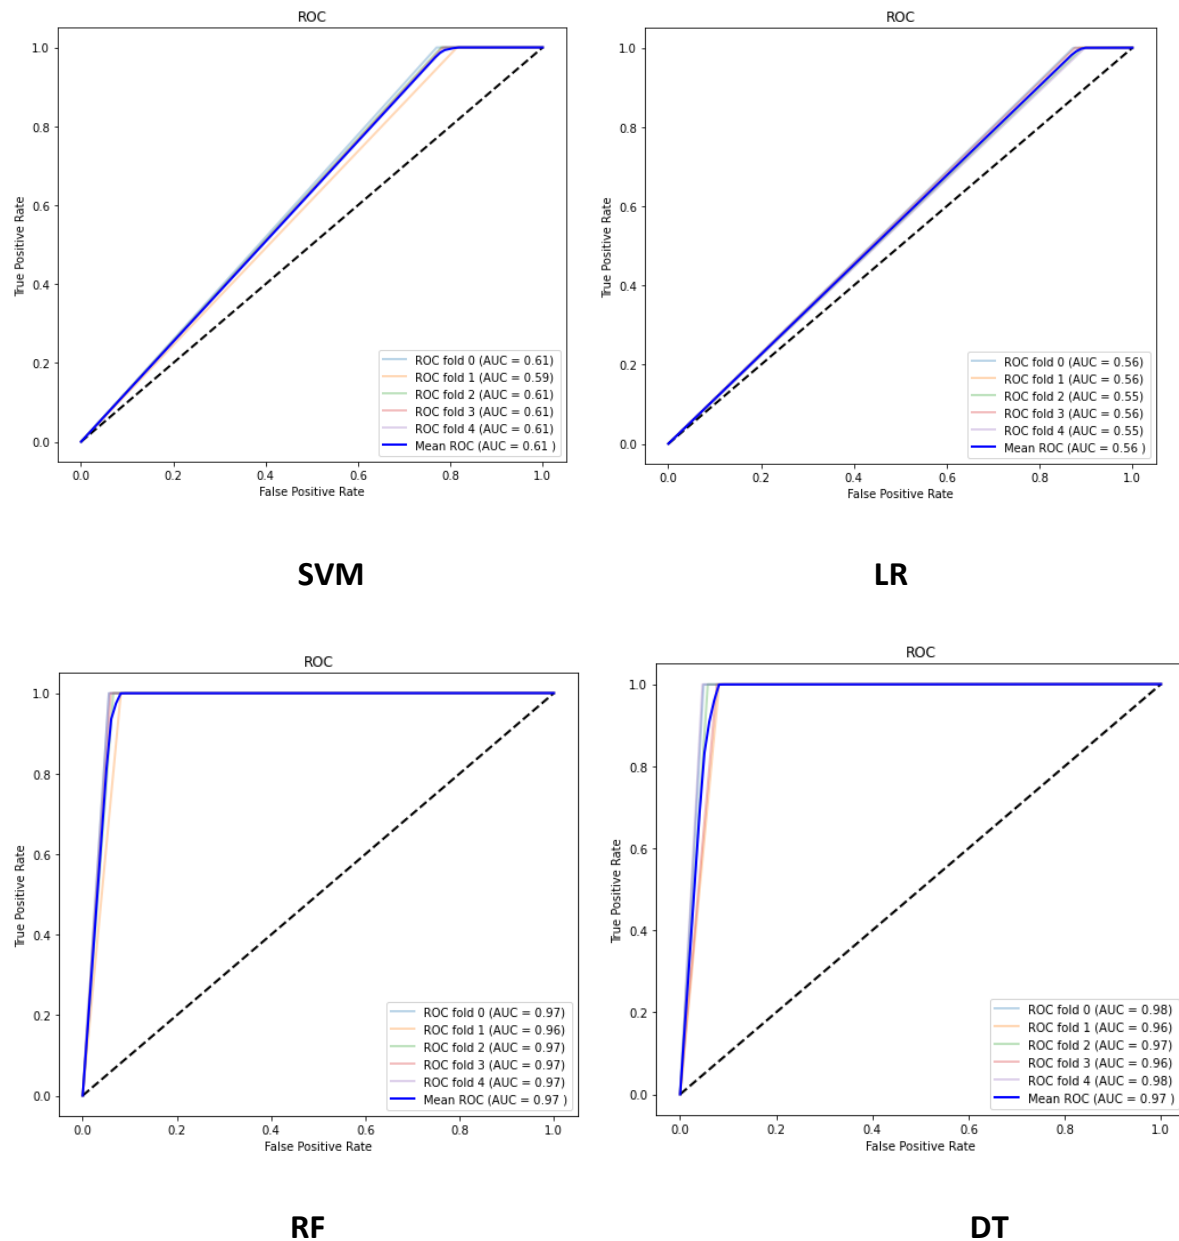 ROC
True Positive Rate
1.0
0.8
0.6
0.4
0.2
0.0
ROC fold 0 (AUC = 0.61)
ROC fold 1 (AUC = 0.59)
ROC fold 2 (AUC = 0.61)
ROC fold 3 (AUC = 0.61)
ROC fold 4 (AUC = 0.61)
Mean ROC (AUC = 0.61 )
0.0 0.2 0.4 0.6 0.8 1.0
False Positive Rate
SVM
ROC
True Positive Rate
1.0
0.8
0.6
0.4
0.2
0.0
ROC fold 0 (AUC = 0.56)
ROC fold 1 (AUC = 0.56)
ROC fold 2 (AUC = 0.55)
ROC fold 3 (AUC = 0.56)
ROC fold 4 (AUC = 0.55)
Mean ROC (AUC = 0.56 )
0.0 0.2 0.4 0.6 0.8 1.0
False Positive Rate
LR
ROC
True Positive Rate
1.0
0.8
0.6
0.4
0.2
0.0
ROC fold 0 (AUC = 0.97)
ROC fold 1 (AUC = 0.96)
ROC fold 2 (AUC = 0.97)
ROC fold 3 (AUC = 0.97)
ROC fold 4 (AUC = 0.97)
Mean ROC (AUC = 0.97 )
0.0 0.2 0.4 0.6 0.8 1.0
False Positive Rate
RF
ROC
True Positive Rate
1.0
0.8
0.6
0.4
0.2
0.0
ROC fold 0 (AUC = 0.98)
ROC fold 1 (AUC = 0.96)
ROC fold 2 (AUC = 0.97)
ROC fold 3 (AUC = 0.96)
ROC fold 4 (AUC = 0.98)
Mean ROC (AUC = 0.97 )
0.0 0.2 0.4 0.6 0.8 1.0
False Positive Rate
DT